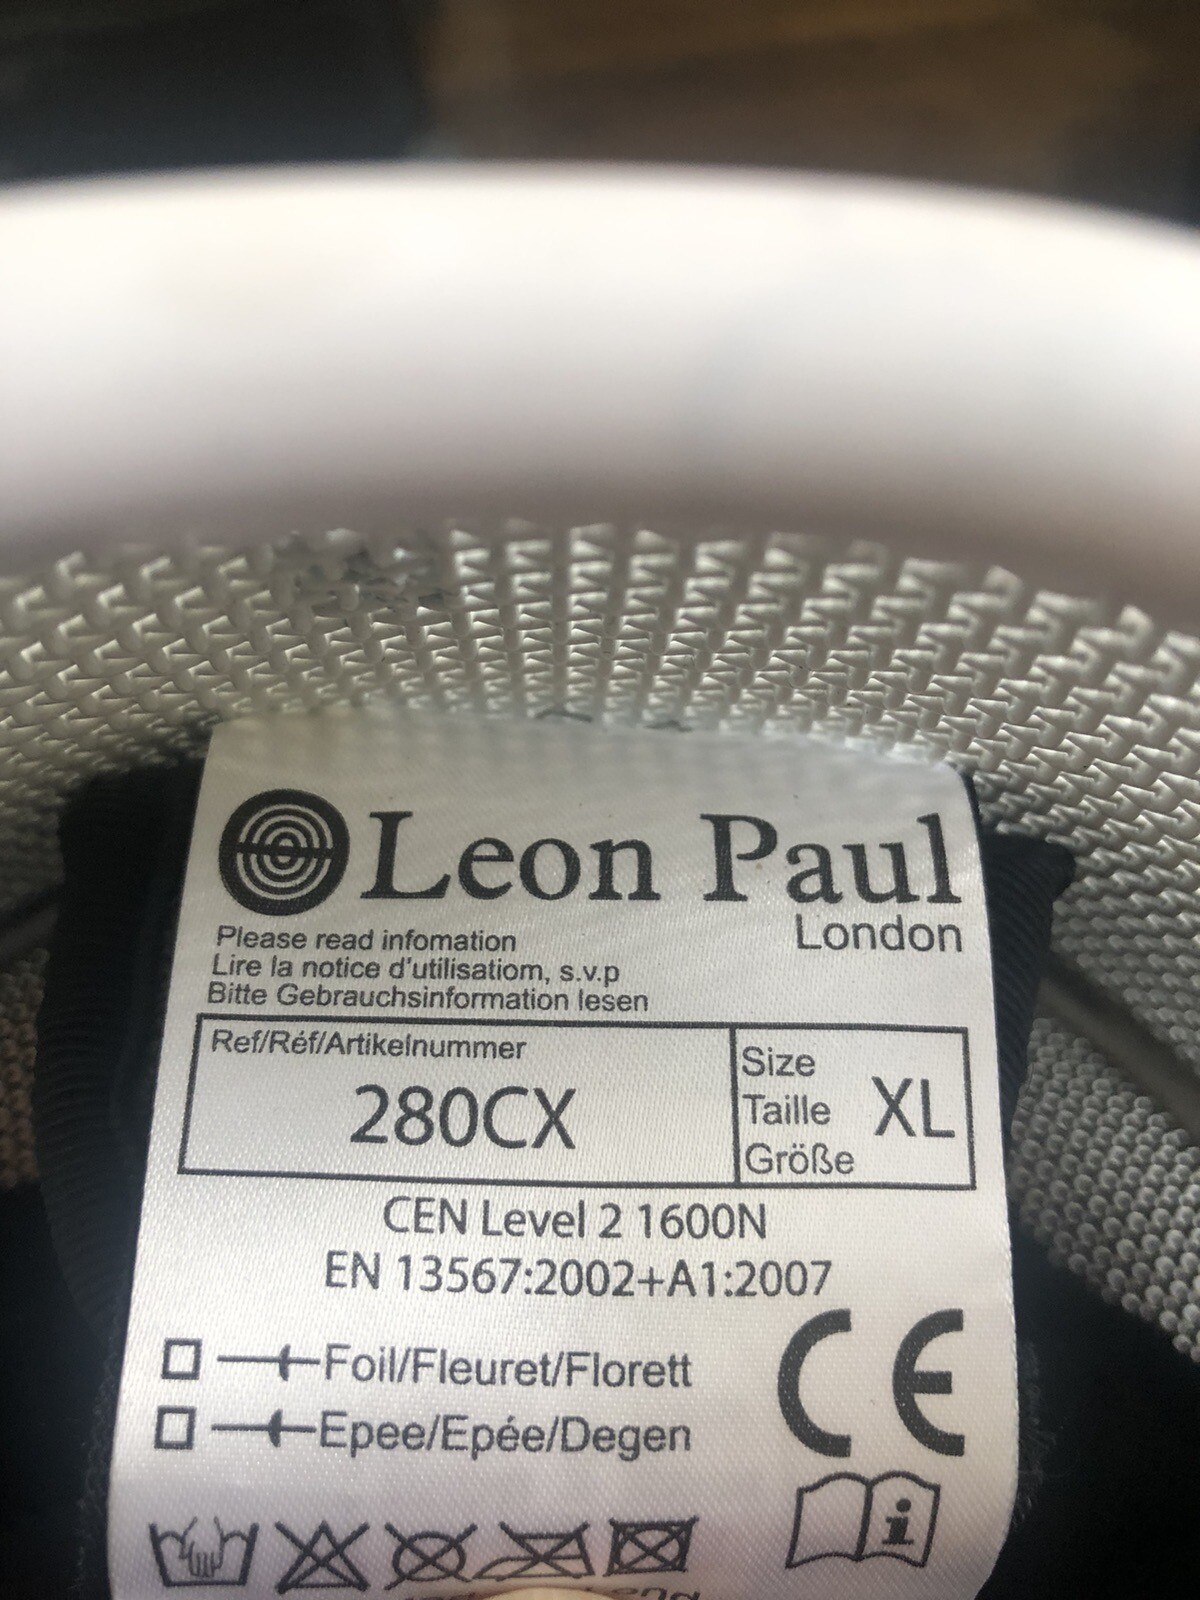 Leon Paul
London
Please read infomation
Lire la notice d'utilisatiom, s.v.p
Bitte Gebrauchsinformation lesen
Ref/Réf/Artikelnummer
280CX
Size
Taille
Größe
XL
CEN Level 2 1600N
EN 13567:2002+A1:2007
Foil/Fleuret/Florett
Epee/Epée/Degen
CE
i